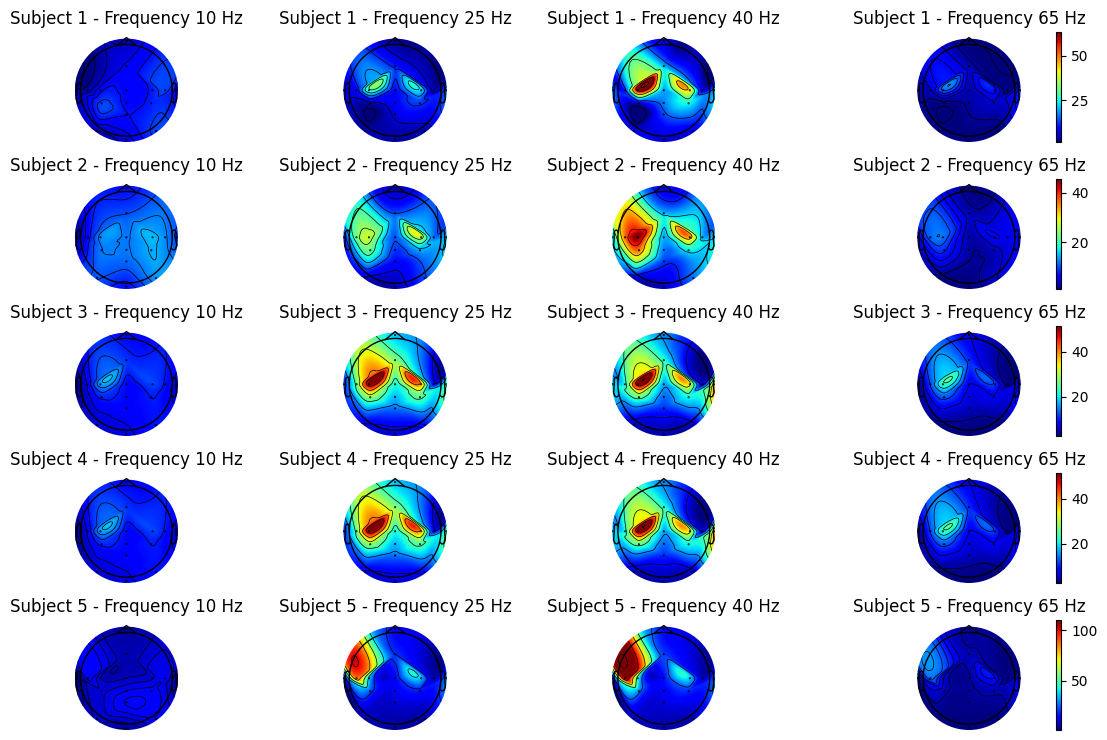 Subject 1 - Frequency 10 Hz Subject 1 - Frequency 25 Hz Subject 1 - Frequency 40 Hz Subject 1 - Frequency 65 Hz
50
25
Subject 2 - Frequency 10 Hz Subject 2 - Frequency 25 Hz Subject 2 - Frequency 40 Hz Subject 2 - Frequency 65 Hz
40
20
Subject 3 - Frequency 10 Hz Subject 3 - Frequency 25 Hz Subject 3 - Frequency 40 Hz Subject 3 - Frequency 65 Hz
40
20
Subject 4 - Frequency 10 Hz Subject 4 - Frequency 25 Hz Subject 4 - Frequency 40 Hz Subject 4 - Frequency 65 Hz
40
20
Subject 5 - Frequency 10 Hz Subject 5 - Frequency 25 Hz Subject 5 - Frequency 40 Hz Subject 5 - Frequency 65 Hz
100
50